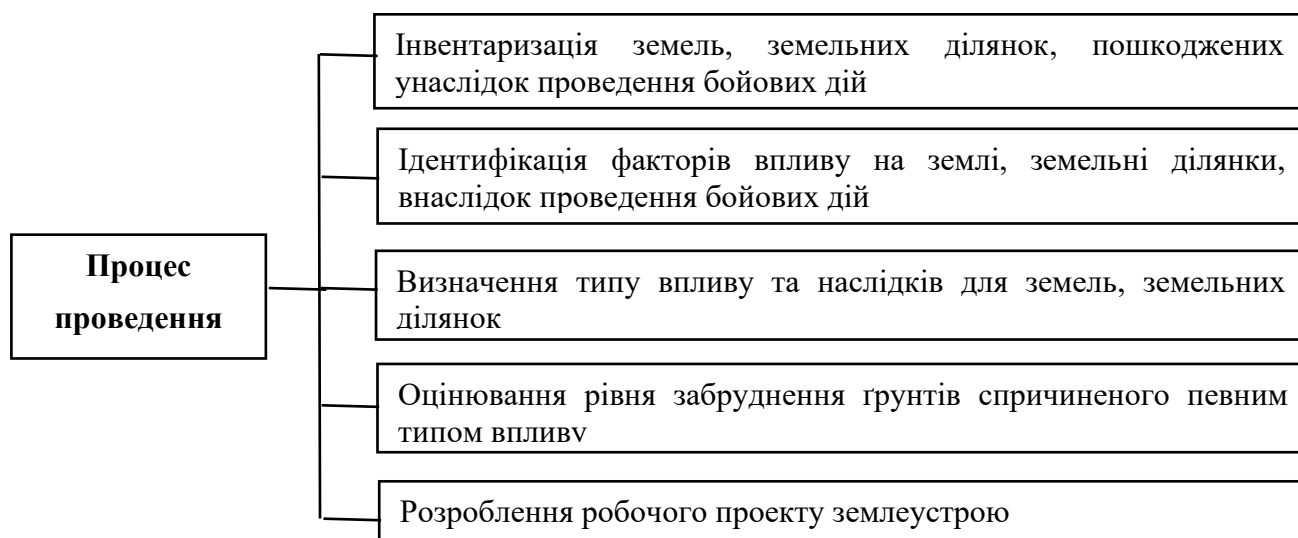 Інвентаризація земель, земельних ділянок, пошкоджених
унаслідок проведення бойових дій
Ідентифікація факторів впливу на землі, земельні ділянки,
внаслідок проведення бойових дій
Процес
проведення
Визначення типу впливу та наслідків для земель, земельних
ділянок
Оцінювання рівня забруднення ґрунтів спричиненого певним
типом впливу
Розроблення робочого проекту землеустрою